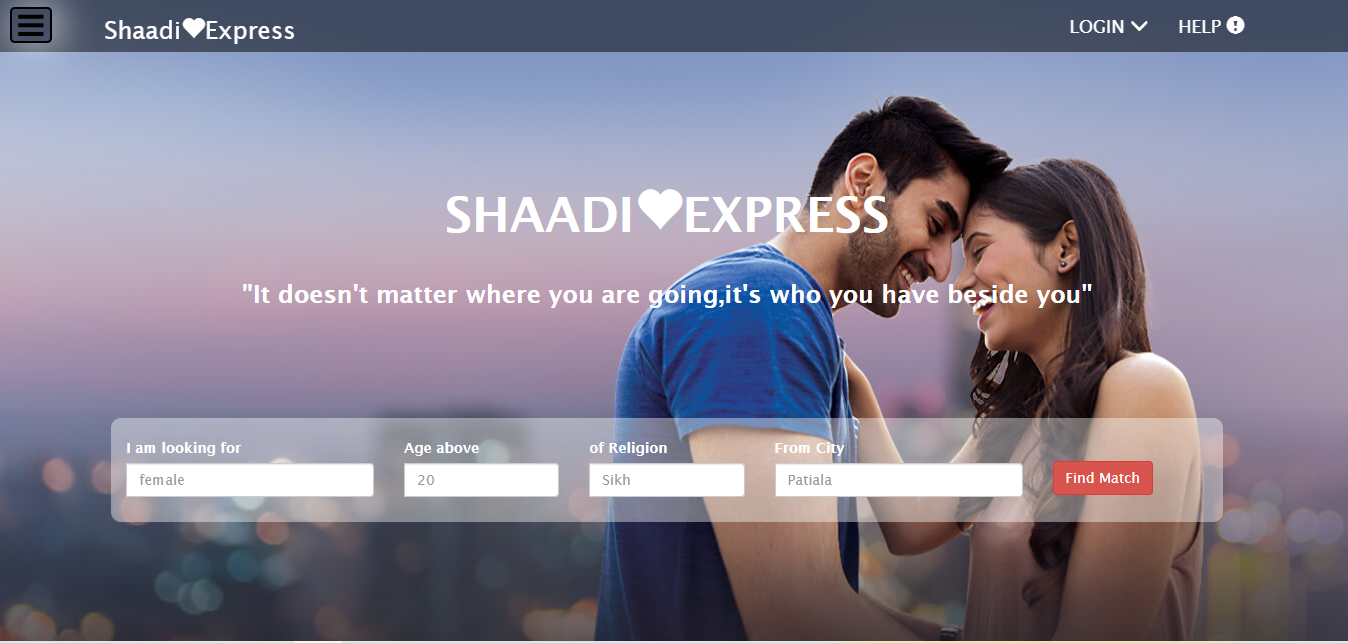 Shaadi♥Express
LOGIN
HELP
SHAADI♥EXPRESS
"It doesn't matter where you are going,it's who you have beside you"
I am looking for
Age above
of Religion
From City
female
20
Sikh
Patiala
Find Match